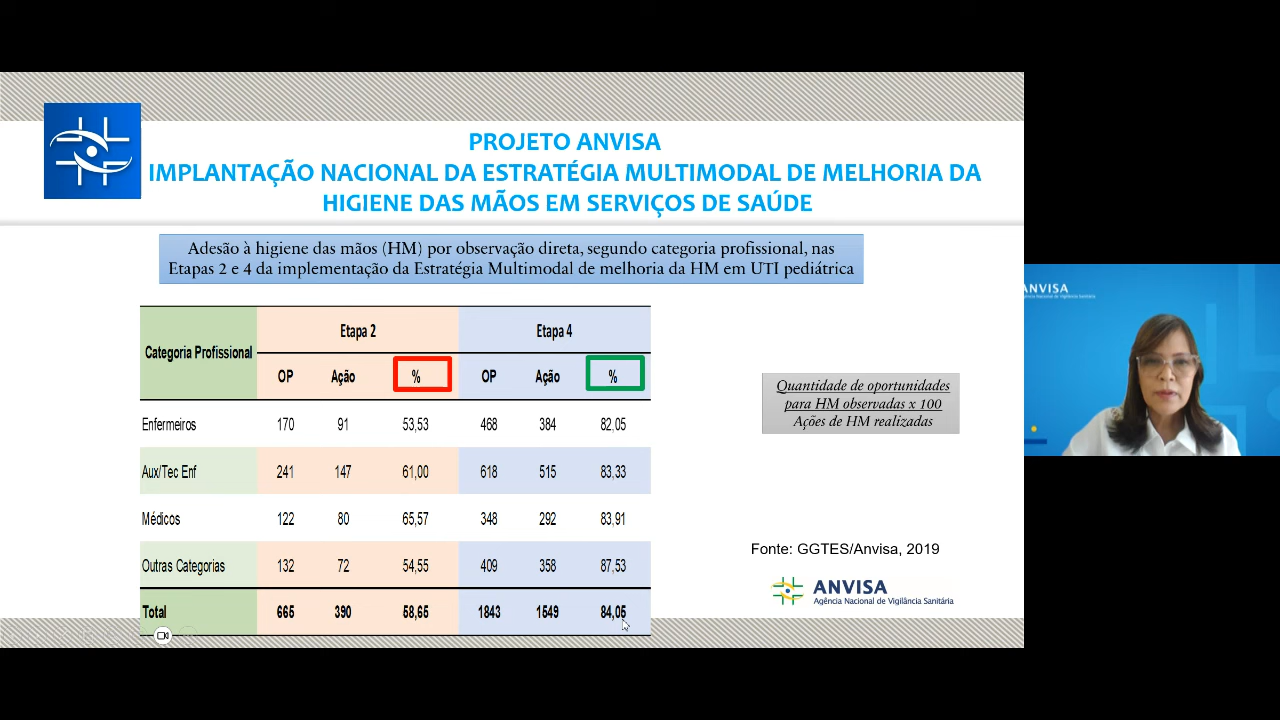 PROJETO ANVISA
IMPLANTAÇÃO NACIONAL DA ESTRATÉGIA MULTIMODAL DE MELHORIA DA
HIGIENE DAS MÃOS EM SERVIÇOS DE SAÚDE
Adesão à higiene das mãos (HM) por observação direta, segundo categoria profissional, nas
Etapas 2 e 4 da implementação da Estratégia Multimodal de melhoria da HM em UTI pediátrica
Categoria Profissional Etapa 2 Etapa 4
OP Ação % OP Ação %
Enfermeiros 170 91 53,53 468 384 82,05
Aux/Tec Enf 241 147 61,00 618 515 83,33
Médicos 122 80 65,57 348 292 83,91
Outras Categorias 132 72 54,55 409 358 87,53
Total 665 390 58,65 1843 1549 84,05
Quantidade de oportunidades
para HM observadas x 100
Ações de HM realizadas
Fonte: GGTES/Anvisa, 2019
ANVISA
Agência Nacional de Vigilância Sanitária
ANVISA
Agência Nacional de Vigilância Sanitária